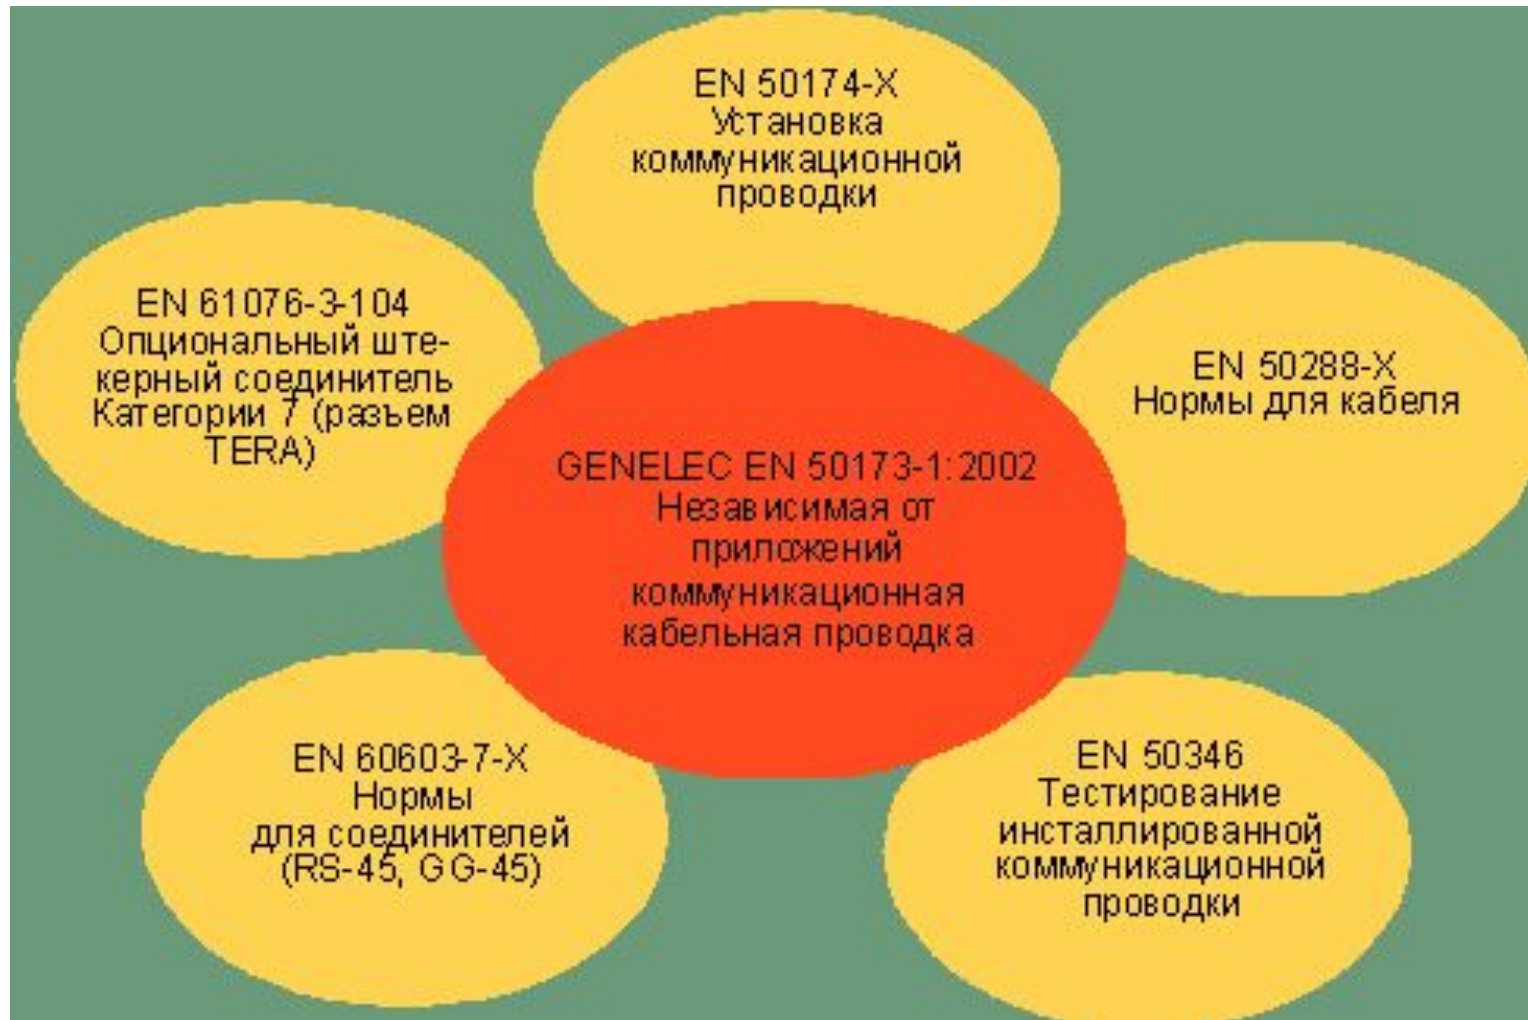 EN 50174-X
Установка
коммуникационной
проводки
EN 61076-3-104
Опциональный ште-
керный соединитель
Категории 7 (разъем
TERA)
EN 50288-X
Нормы для кабеля
GENELEC EN 50173-1:2002
Независимая от
приложений
коммуникационная
кабельная проводка
EN 60603-7-X
Нормы
для соединителей
(RS-45, GG-45)
EN 50346
Тестирование
инсталлированной
коммуникационной
проводки